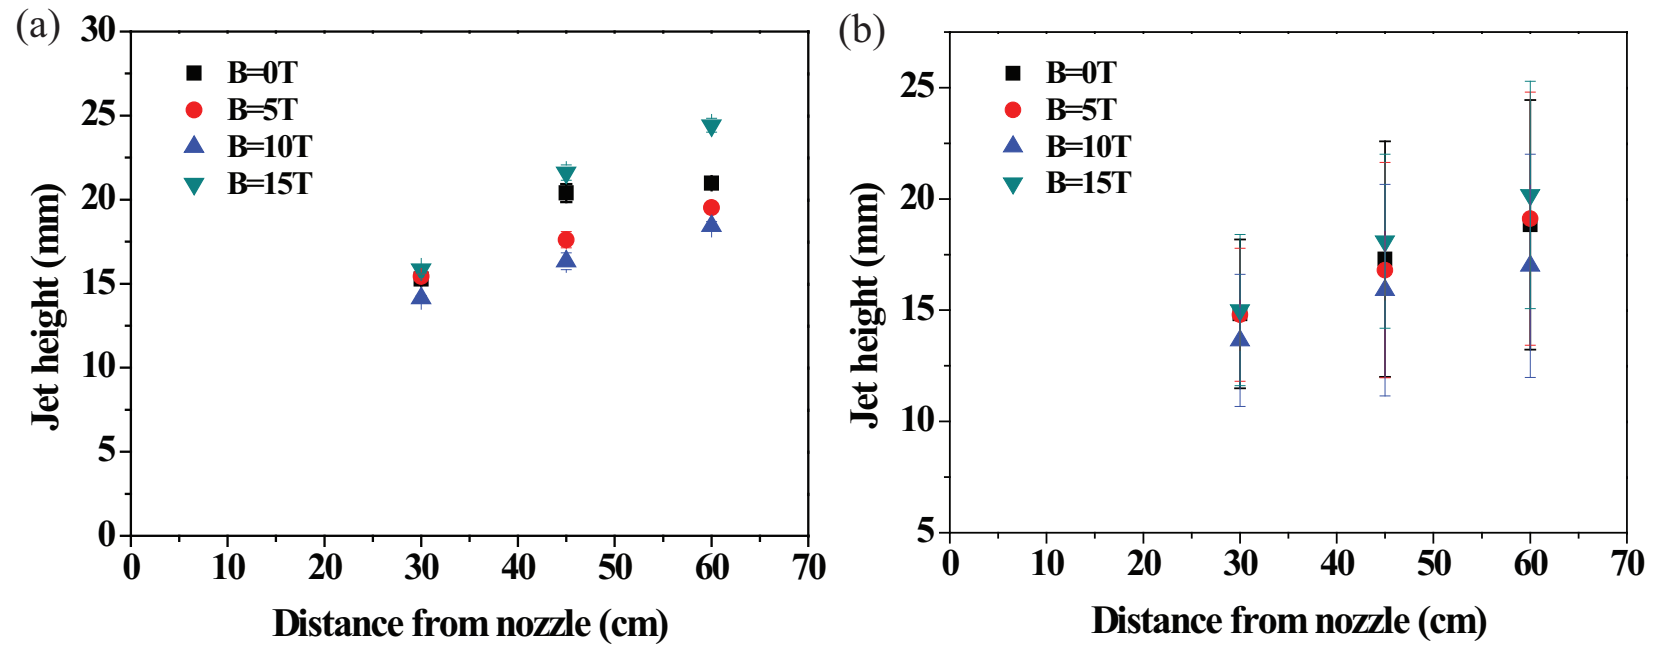 (a)
30
25
20
15
10
5
0
Jet height (mm)
B=0T
B=5T
B=10T
B=15T
0 10 20 30 40 50 60 70
Distance from nozzle (cm)
(b)
25
20
15
10
5
Jet height (mm)
B=0T
B=5T
B=10T
B=15T
0 10 20 30 40 50 60 70
Distance from nozzle (cm)